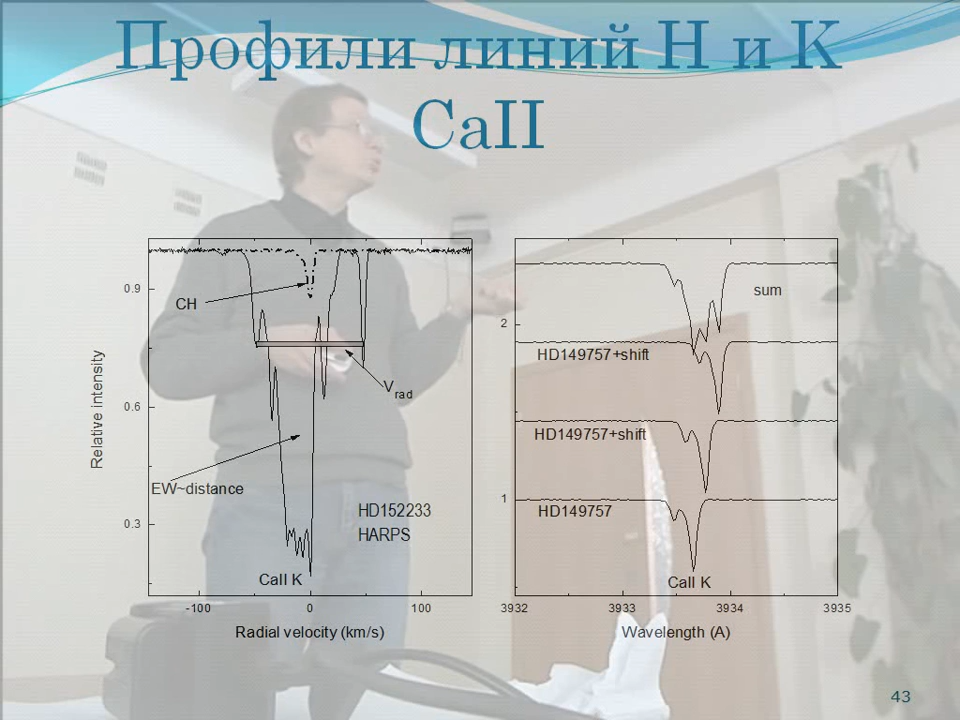 Профили линий H и K
CaII
CH
V rad
EW~distance
HD152233
HARPS
CaII K
0.9
0.6
0.3
Relative intensity
-100
0
100
Radial velocity (km/s)
sum
HD149757+shift
HD149757+shift
HD149757
CaII K
2
1
3932
3933
3934
3935
Wavelength (A)
43